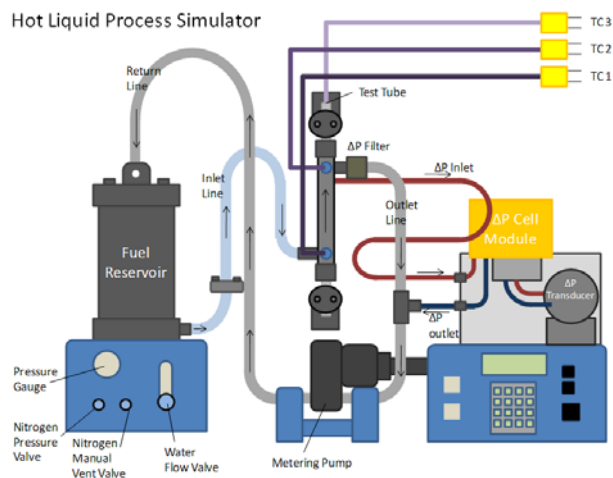 Hot Liquid Process Simulator
TC3
TC2
TC1
Return
Line
Test Tube
ΔP Filter
ΔP Inlet
Inlet
Line
Outlet
Line
ΔP Cell
Module
Fuel
Reservoir
ΔP
Transducer
ΔP
outlet
Pressure
Gauge
Nitrogen
Pressure
Valve
Nitrogen
Manual
Vent Valve
Water
Flow Valve
Metering Pump